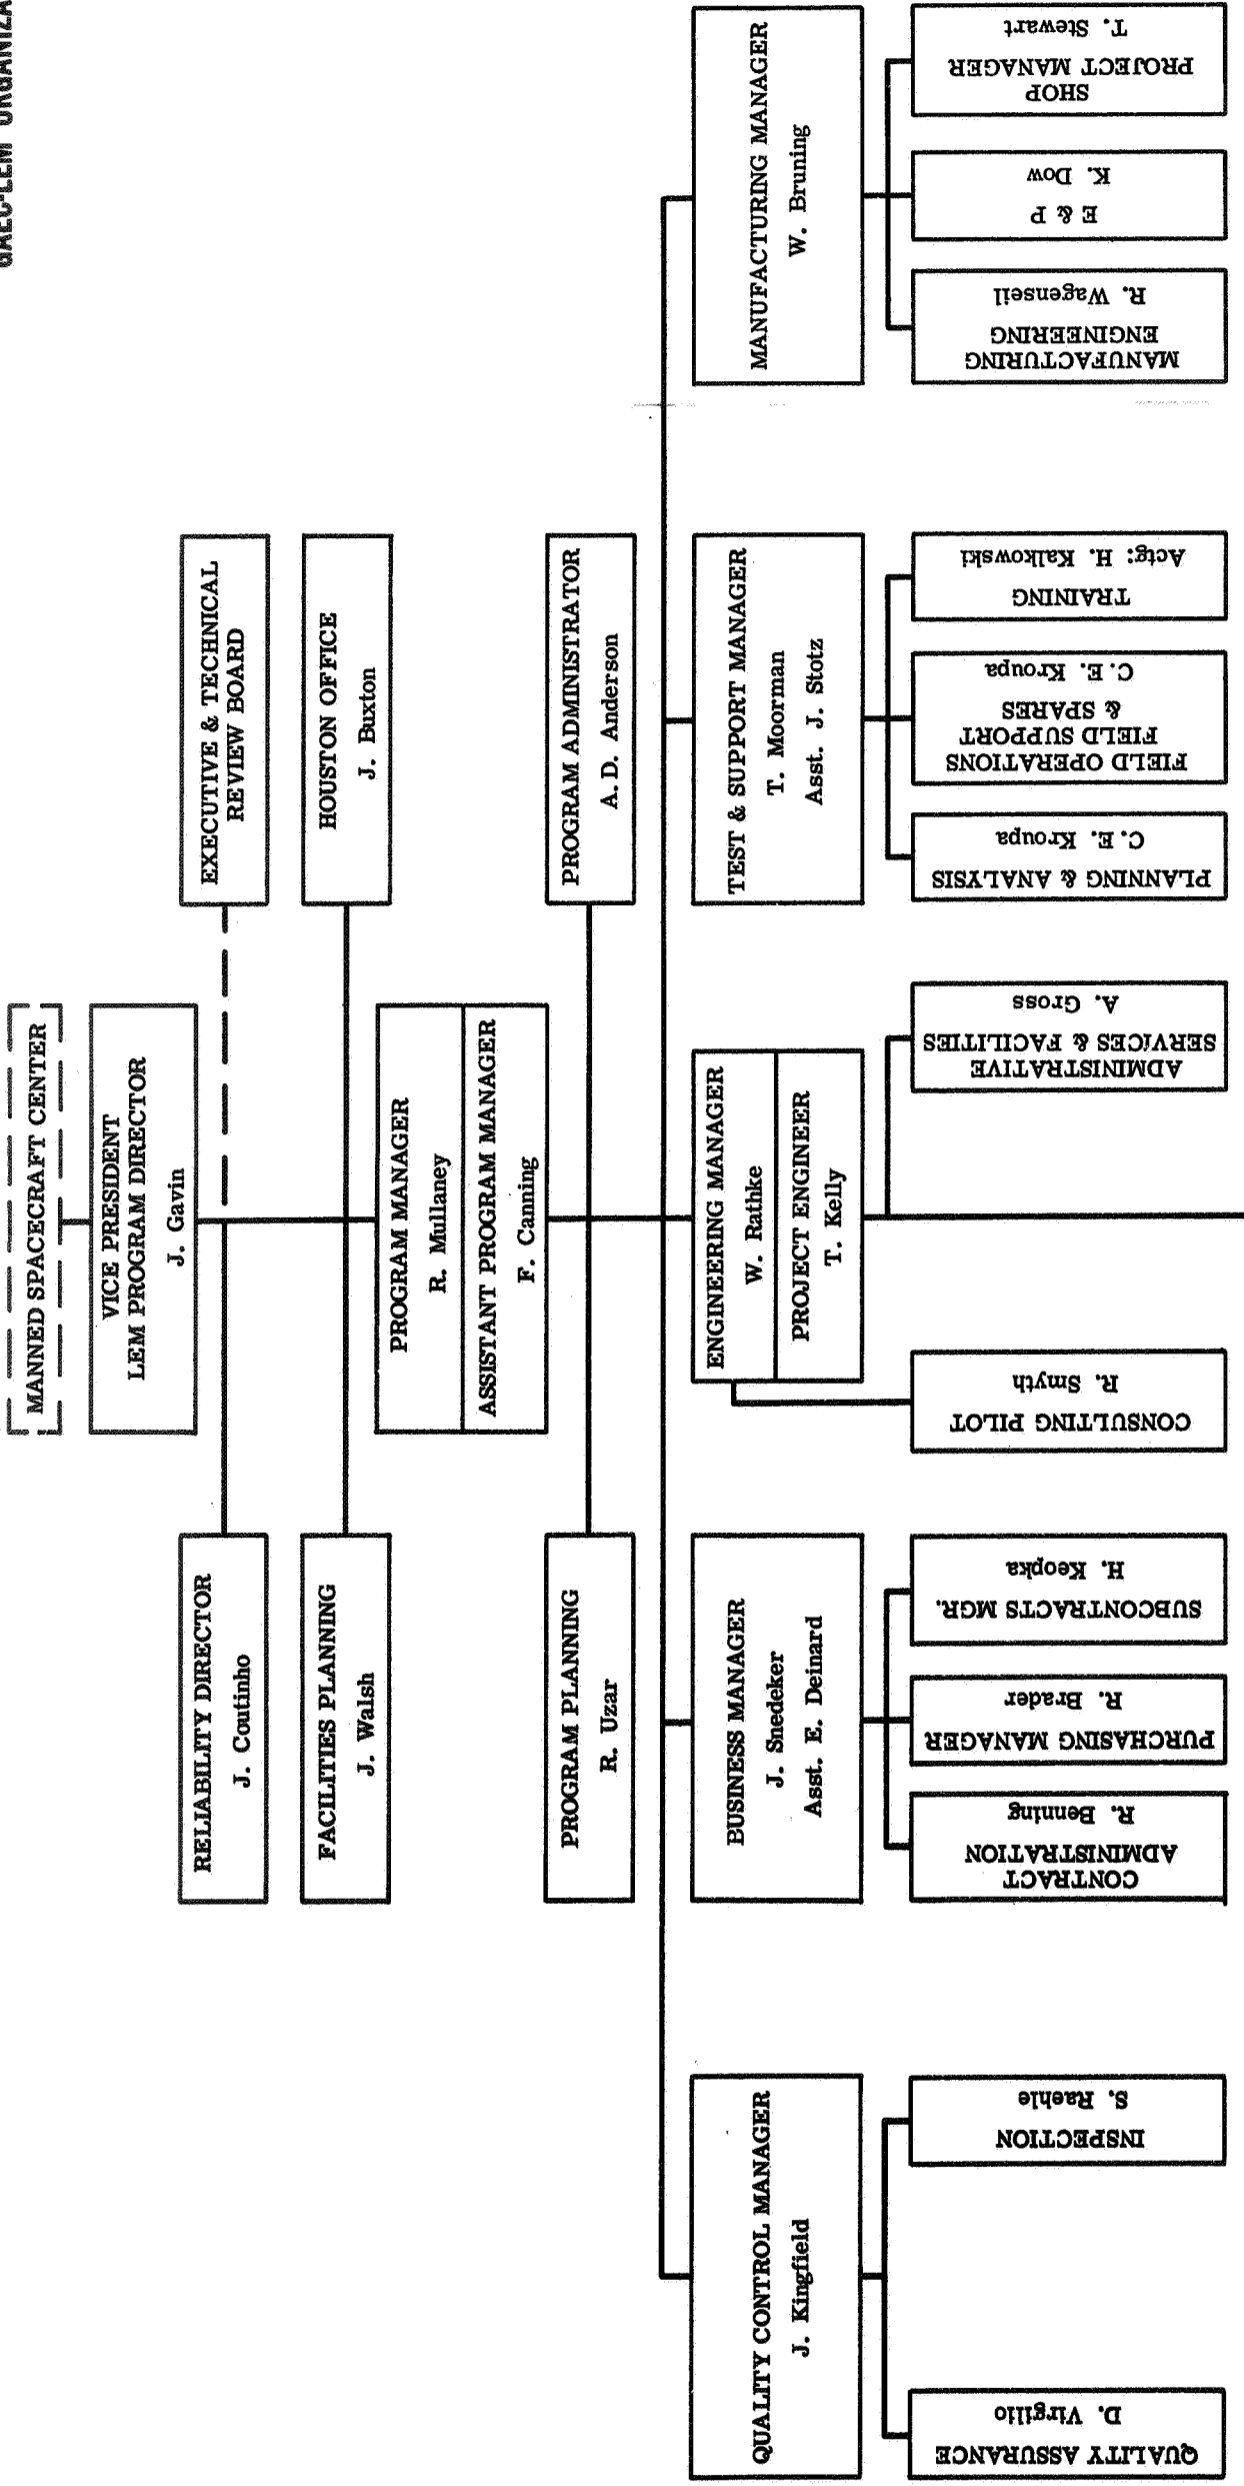 GAEC-LEM
MANNED SPACECRAFT CENTER
VICE PRESIDENT
LEM PROGRAM DIRECTOR
J. Gavin
RELIABILITY DIRECTOR
J. Coutinho
EXECUTIVE & TECHNICAL
REVIEW BOARD
FACILITIES PLANNING
J. Walsh
HOUSTON OFFICE
J. Buxton
PROGRAM MANAGER
R. Mullaney
ASSISTANT PROGRAM MANAGER
F. Canning
PROGRAM PLANNING
R. Uzar
PROGRAM ADMINISTRATOR
A. D. Anderson
QUALITY CONTROL MANAGER
J. Kingfield
BUSINESS MANAGER
J. Snedeker
Asst. E. Deinard
ENGINEERING MANAGER
W. Rathke
PROJECT ENGINEER
T. Kelly
TEST & SUPPORT MANAGER
T. Moorman
Asst. J. Stotz
MANUFACTURING MANAGER
W. Bruning
QUALITY ASSURANCE
D. Virgilio
INSPECTION
S. Raehle
CONTRACT
ADMINISTRATION
R. Benning
PURCHASING MANAGER
R. Brader
SUBCONTRACTS MGR.
H. Keopka
CONSULTING PILOT
R. Smyth
ADMINISTRATIVE
SERVICES & FACILITIES
A. Gross
PLANNING & ANALYSIS
C. E. Kroupa
FIELD OPERATIONS
FIELD SUPPORT
& SPARES
C. E. Kroupa
TRAINING
Actg: H. Kalkowski
MANUFACTURING
ENGINEERING
R. Wagenseil
E & P
K. Dow
SHOP
PROJECT MANAGER
T. Stewart